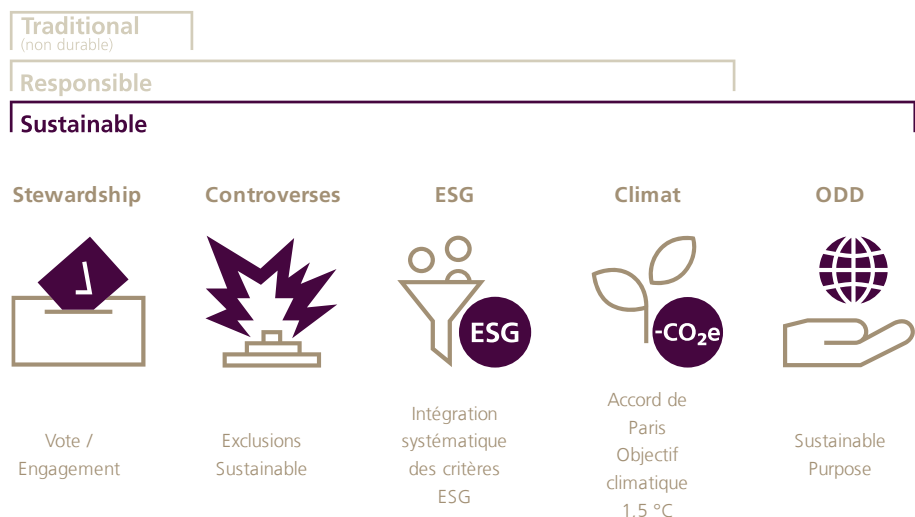 Traditional
(non durable)
Responsible
Sustainable
Stewardship
Controverses
ESG
Climat
ODD
ESG
-CO₂e
Vote /
Engagement
Exclusions
Sustainable
Intégration
systématique
des critères
ESG
Accord de
Paris
Objectif
climatique
1.5 °C
Sustainable
Purpose